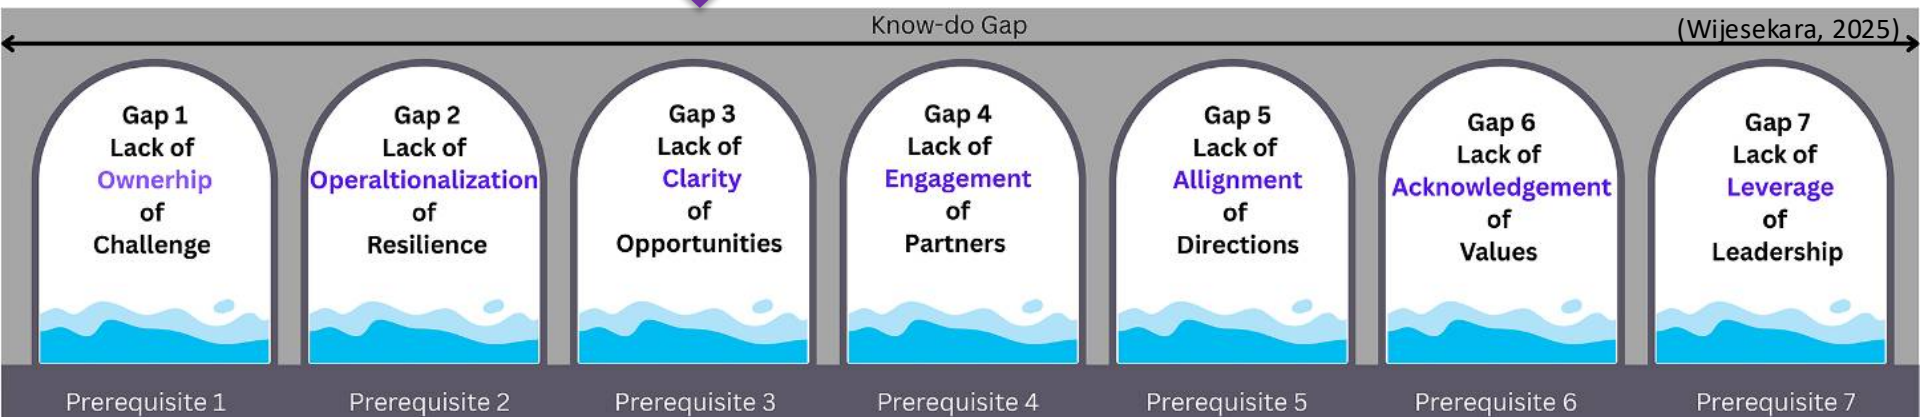 Know-do Gap
(Wijesekara, 2025)
Gap 1
Lack of
Ownerhip
of
Challenge
Gap 2
Lack of
Operaltionalization
of
Resilience
Gap 3
Lack of
Clarity
of
Opportunities
Gap 4
Lack of
Engagement
of
Partners
Gap 5
Lack of
Allignment
of
Directions
Gap 6
Lack of
Acknowledgement
of
Values
Gap 7
Lack of
Leverage
of
Leadership
Prerequisite 1
Prerequisite 2
Prerequisite 3
Prerequisite 4
Prerequisite 5
Prerequisite 6
Prerequisite 7